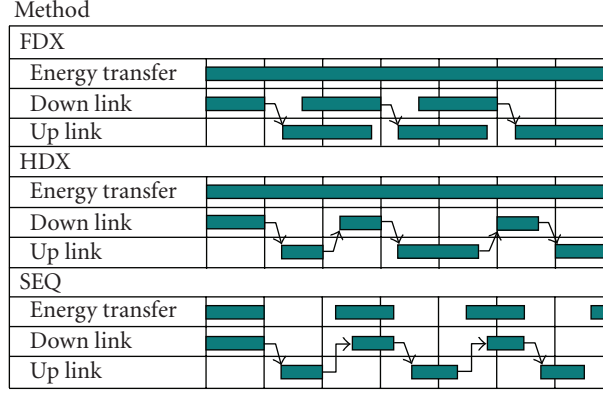 Method
FDX
Energy transfer
Down link
Up link
HDX
Energy transfer
Down link
Up link
SEQ
Energy transfer
Down link
Up link